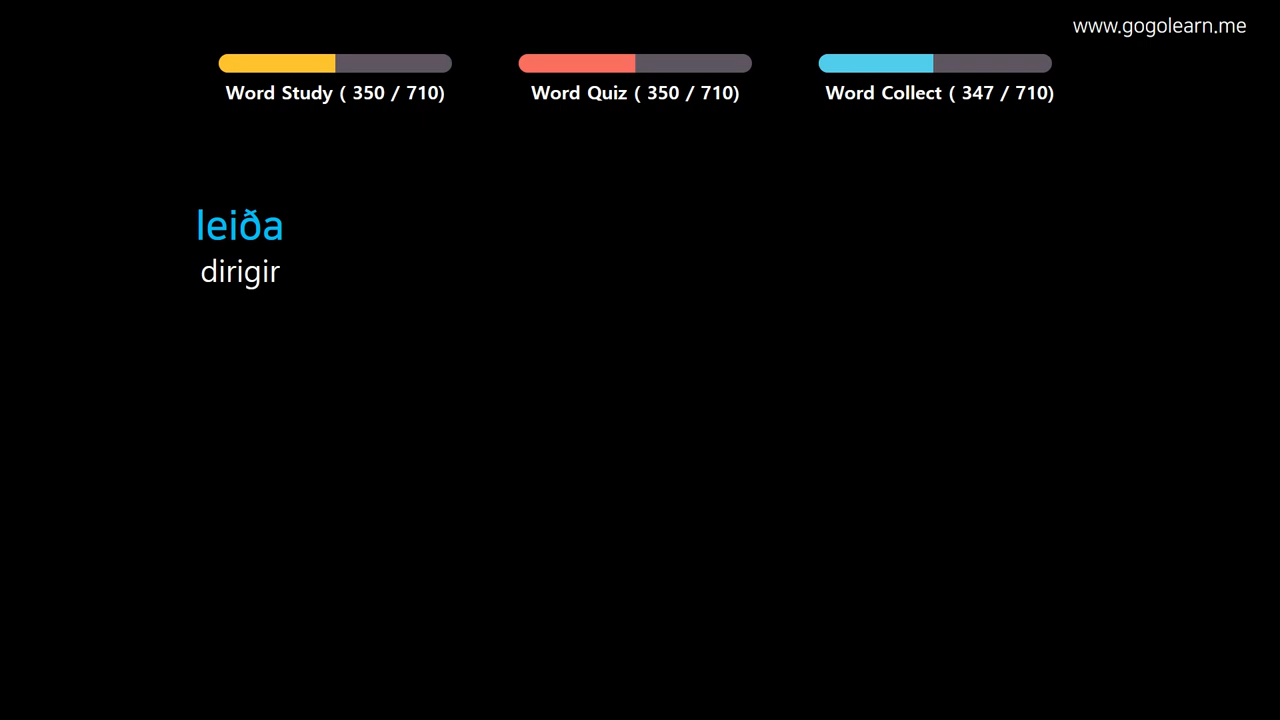 www.gogolearn.me
Word Study ( 350 / 710)
Word Quiz ( 350 / 710)
Word Collect ( 347 / 710)
leiða
dirigir